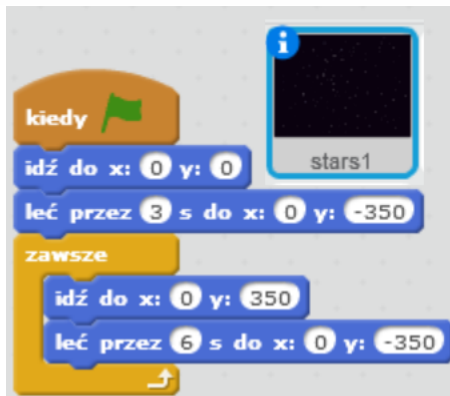 i
stars1
kiedy
idź do x: 0 y: 0
leć przez 3 s do x: 0 y: -350
zawsze
idź do x: 0 y: 350
leć przez 6 s do x: 0 y: -350